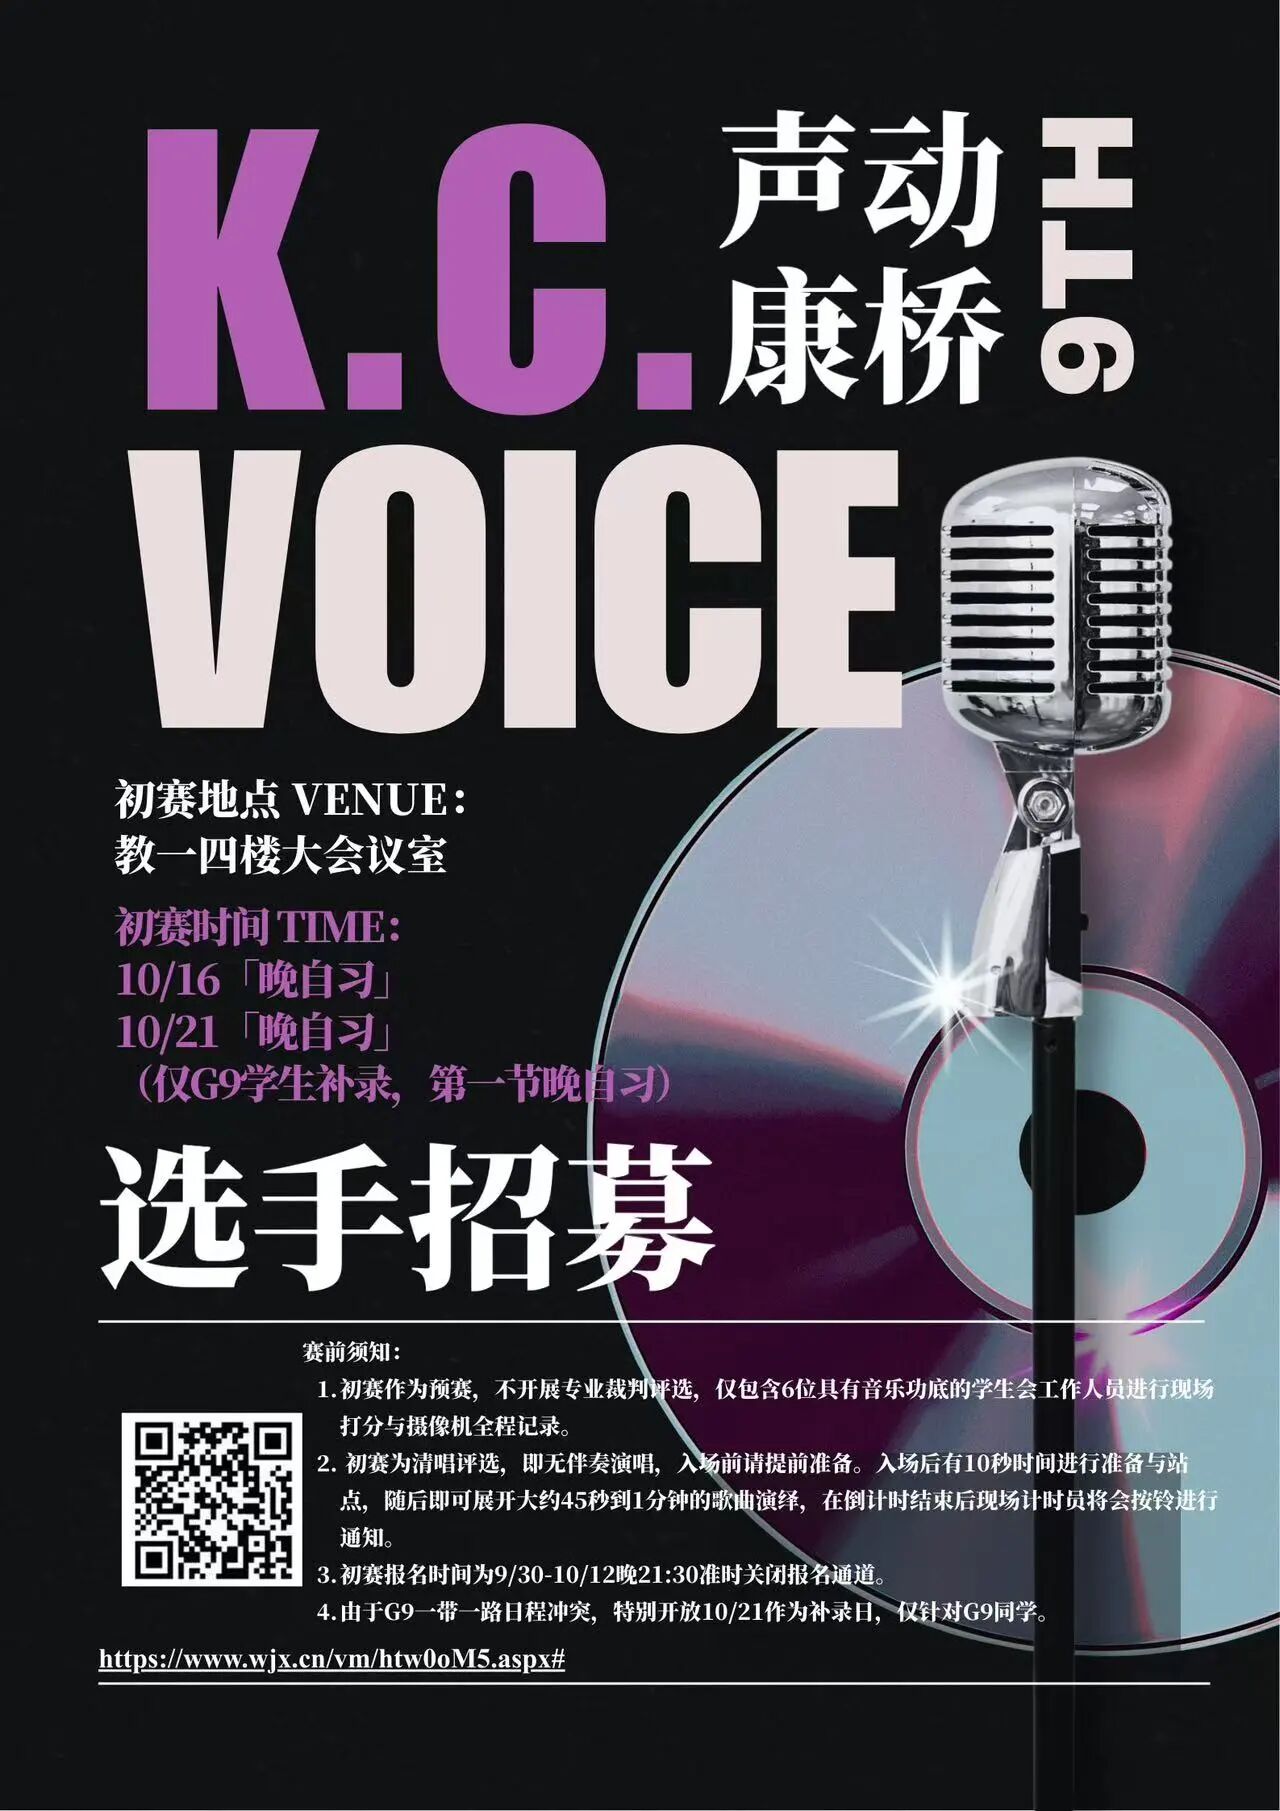 K.C.
声动
康桥
9TH
VOICE
初赛地点 VENUE：
教一四楼大会议室
初赛时间 TIME：
10/16「晚自习」
10/21「晚自习」
（仅G9学生补录，第一节晚自习）
选手招募
赛前须知：
1.初赛作为预赛，不开展专业裁判评选，仅包含6位具有音乐功底的学生会工作人员进行现场
打分与摄像机全程记录。
2. 初赛为清唱评选，即无伴奏演唱，入场前请提前准备。入场后有10秒时间进行准备与站
点，随后即可展开大约45秒到1分钟的歌曲演绎，在倒计时结束后现场计时员将会按铃进行
通知。
3.初赛报名时间为9/30-10/12晚21:30准时关闭报名通道。
4.由于G9一带一路日程冲突，特别开放10/21作为补录日，仅针对G9同学。
https://www.wjx.cn/vm/htw0oM5.aspx#